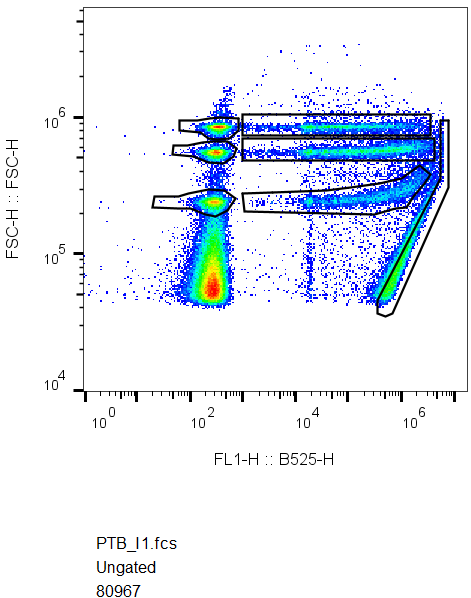 FSC-H :: FSC-H
10^6
10^5
10^4
10^0 10^2 10^4 10^6
FL1-H :: B525-H
PTB_I1.fcs
Ungated
80967